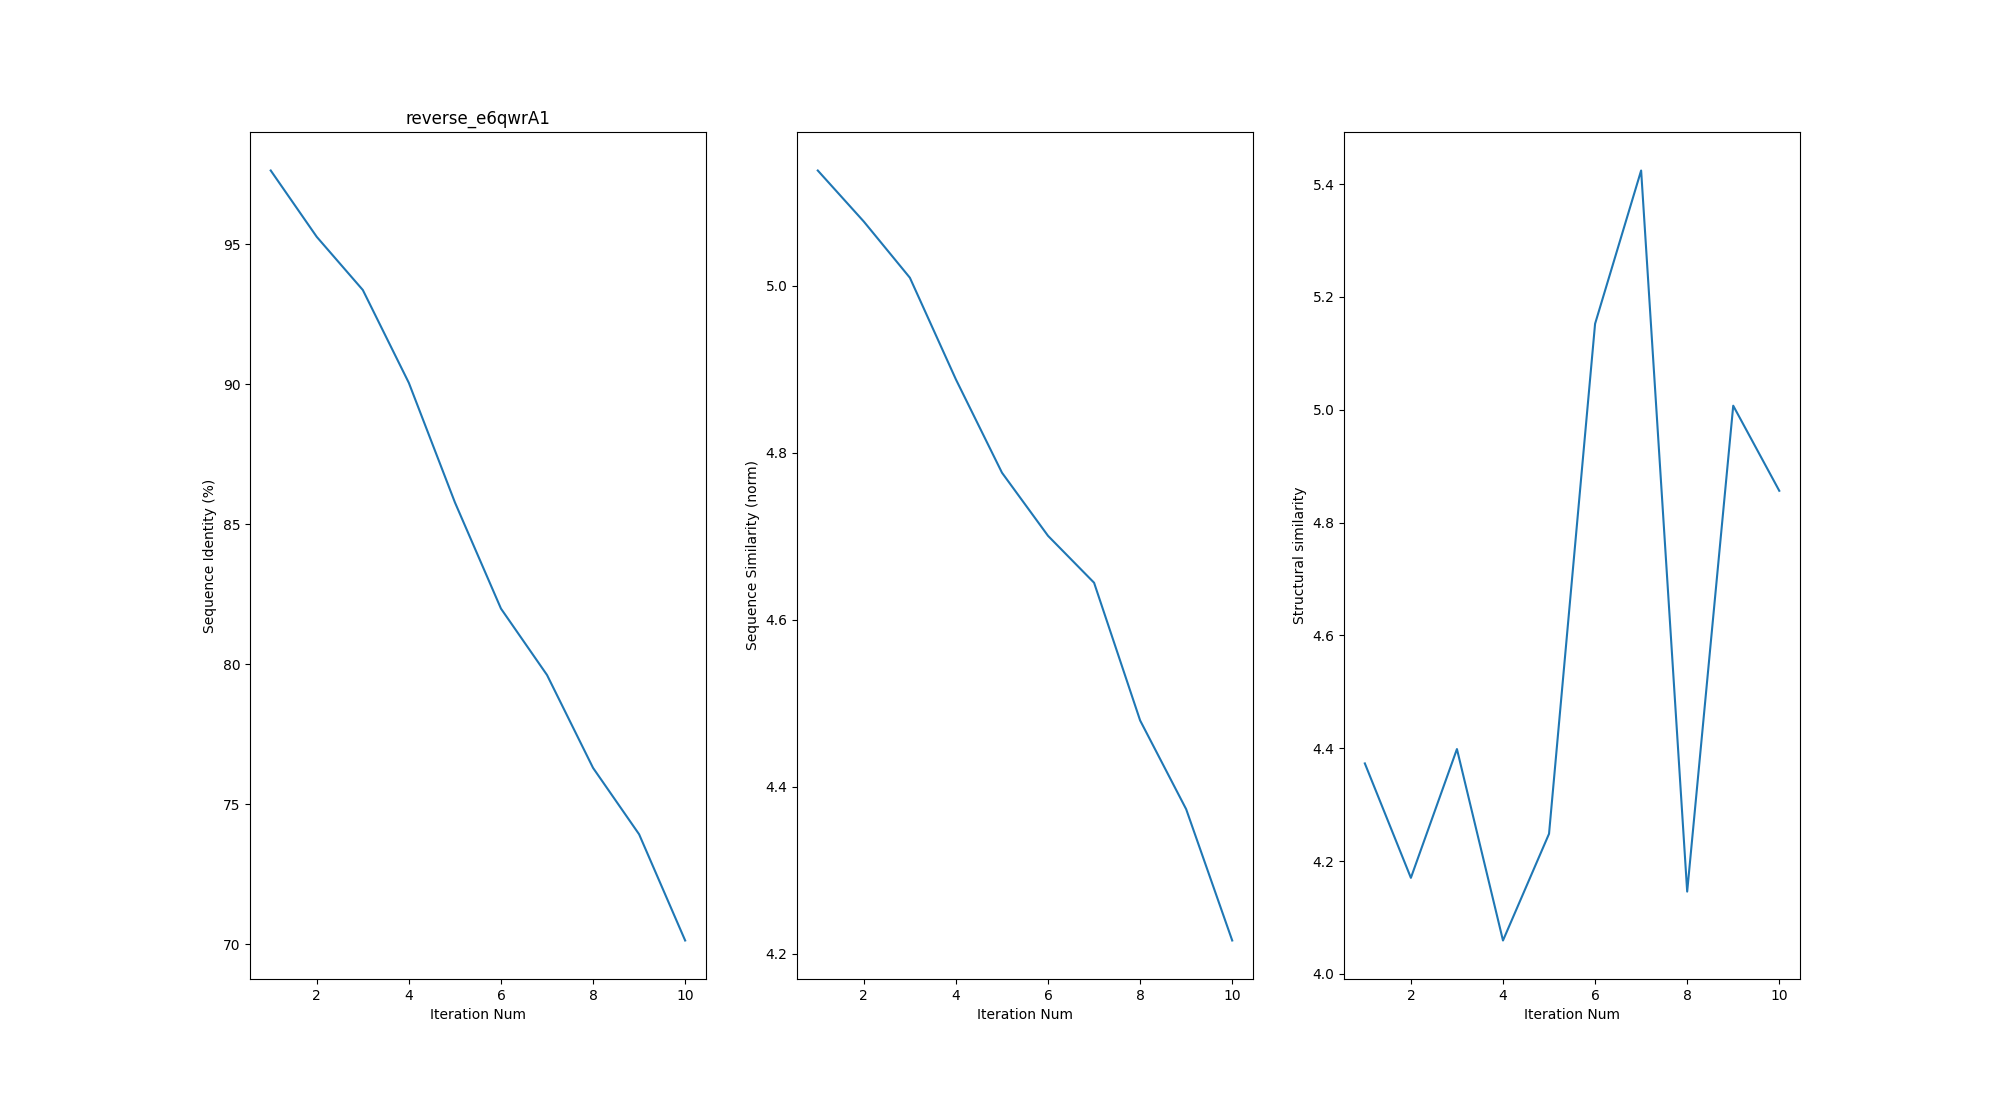 reverse_e6qwrA1
Sequence Identity (%)
95
90
85
80
75
70
2 4 6 8 10
Iteration Num
Sequence Similarity (norm)
5.0
4.8
4.6
4.4
4.2
2 4 6 8 10
Iteration Num
Structural similarity
5.4
5.2
5.0
4.8
4.6
4.4
4.2
4.0
2 4 6 8 10
Iteration Num